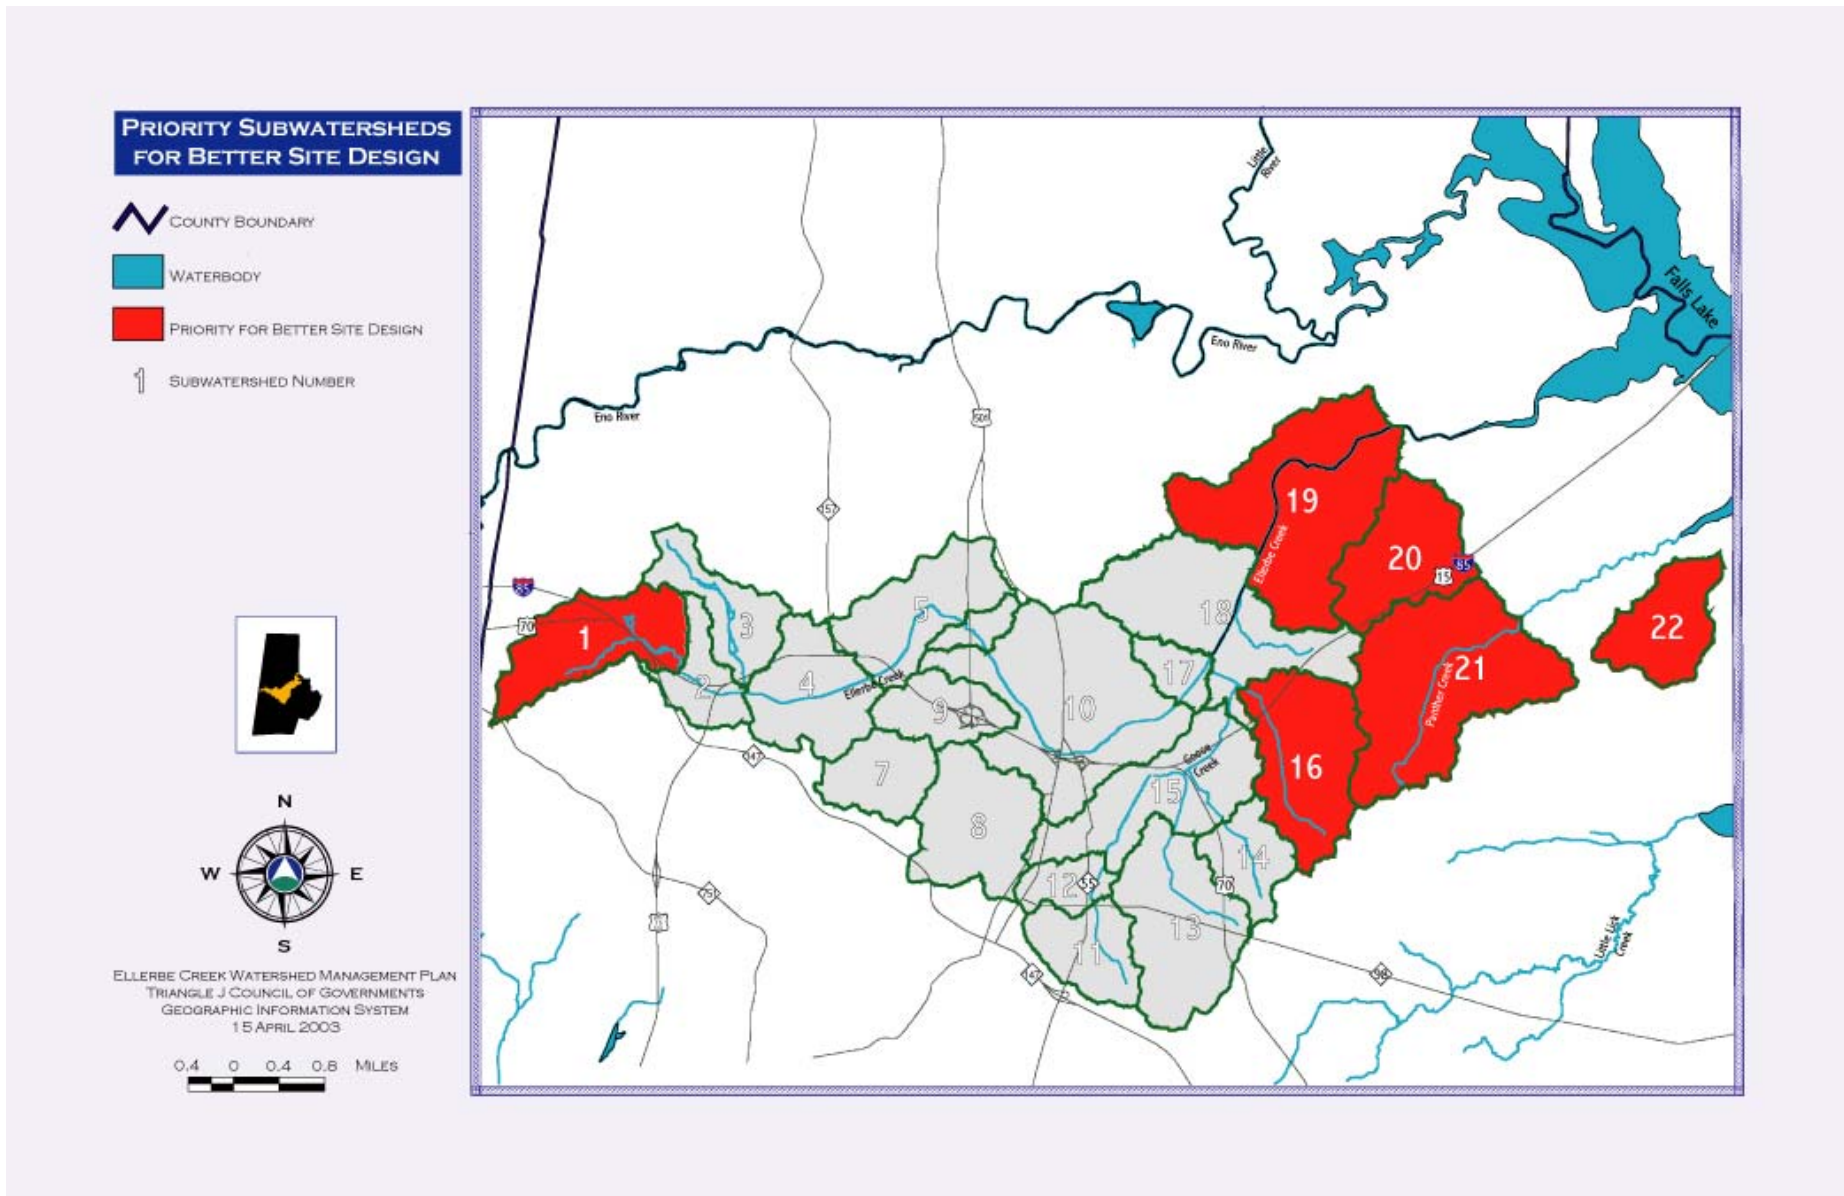 PRIORITY SUBWATERSHEDS
FOR BETTER SITE DESIGN
COUNTY BOUNDARY
WATERBODY
PRIORITY FOR BETTER SITE DESIGN
1
SUBWATERSHED NUMBER
N
W
E
S
ELLERBE CREEK WATERSHED MANAGEMENT PLAN
TRIANGLE J COUNCIL OF GOVERNMENTS
GEOGRAPHIC INFORMATION SYSTEM
15 APRIL 2003
0.4 0 0.4 0.8 MILES
Little
River
Falls Lake
Eno River
Eno River
501
157
19
Ellerbe Creek
20
85
15
85
70
1
3
5
18
22
21
Panther Creek
17
2
4
Ellerbe Creek
9
10
16
Goose
Creek
147
7
15
8
14
12
55
70
751
13
11
147
98
Little Lick
Creek